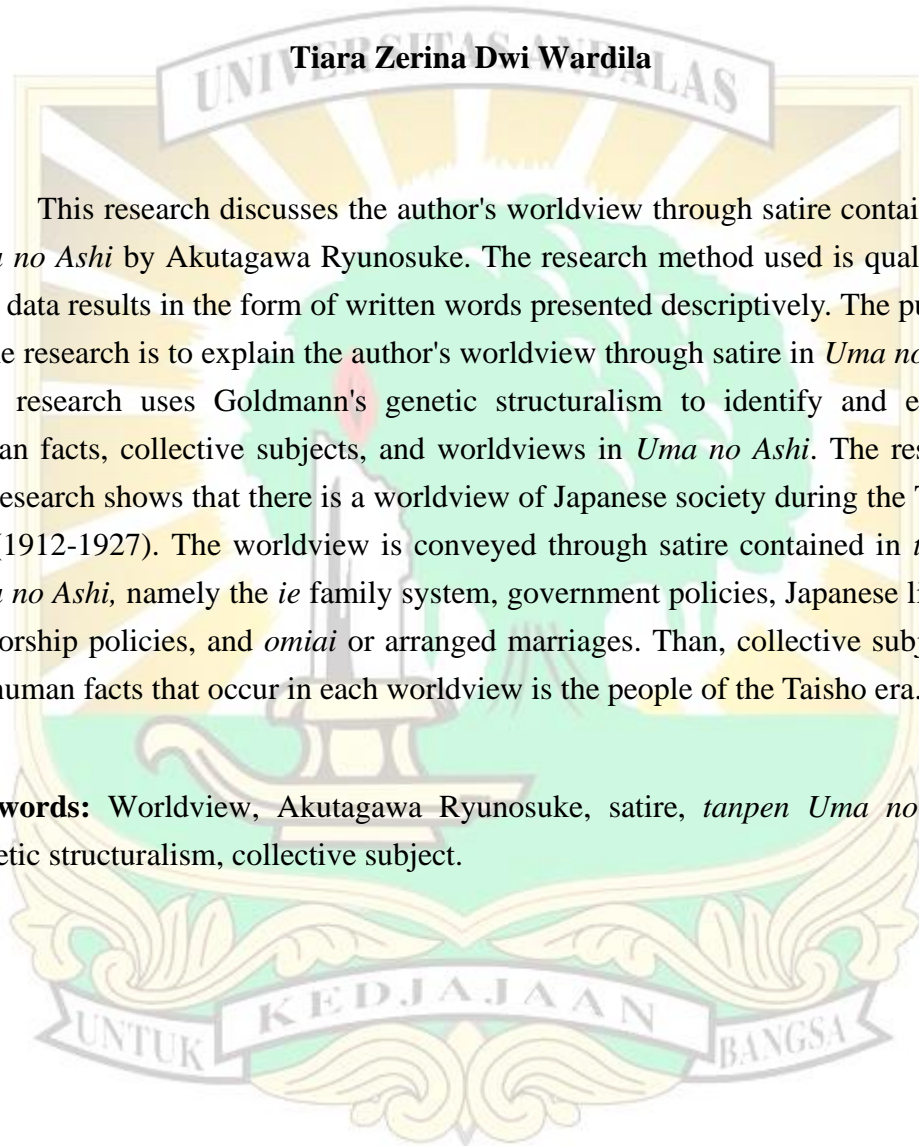 UNIVERSITAS ANDALAS
Tiara Zerina Dwi Wardila
This research discusses the author's worldview through satire contai
a no Ashi by Akutagawa Ryunosuke. The research method used is qual
data results in the form of written words presented descriptively. The pu
e research is to explain the author's worldview through satire in Uma no
research uses Goldmann's genetic structuralism to identify and e
an facts, collective subjects, and worldviews in Uma no Ashi. The res
esearch shows that there is a worldview of Japanese society during the T
(1912-1927). The worldview is conveyed through satire contained in t
a no Ashi, namely the ie family system, government policies, Japanese li
orship policies, and omiai or arranged marriages. Than, collective subj
human facts that occur in each worldview is the people of the Taisho era.
words: Worldview, Akutagawa Ryunosuke, satire, tanpen Uma no
etic structuralism, collective subject.
UNTUK KEDJAJAAN BANGSA